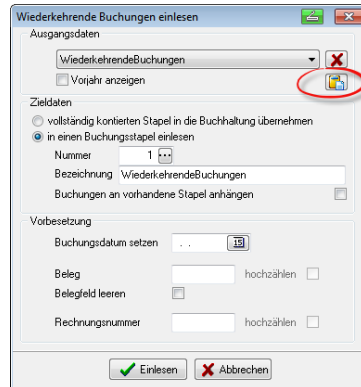 Wiederkehrende Buchungen einlesen
Ausgangsdaten
WiederkehrendeBuchungen
Vorjahr anzeigen
Zieldaten
vollständig kontierten Stapel in die Buchhaltung übernehmen
in einen Buchungsstapel einlesen
Nummer 1 ...
Bezeichnung WiederkehrendeBuchungen
Buchungen an vorhandene Stapel anhängen
Vorbesetzung
Buchungsdatum setzen . . 15
Beleg hochzählen
Belegfeld leeren
Rechnungsnummer hochzählen
Einlesen Abbrechen